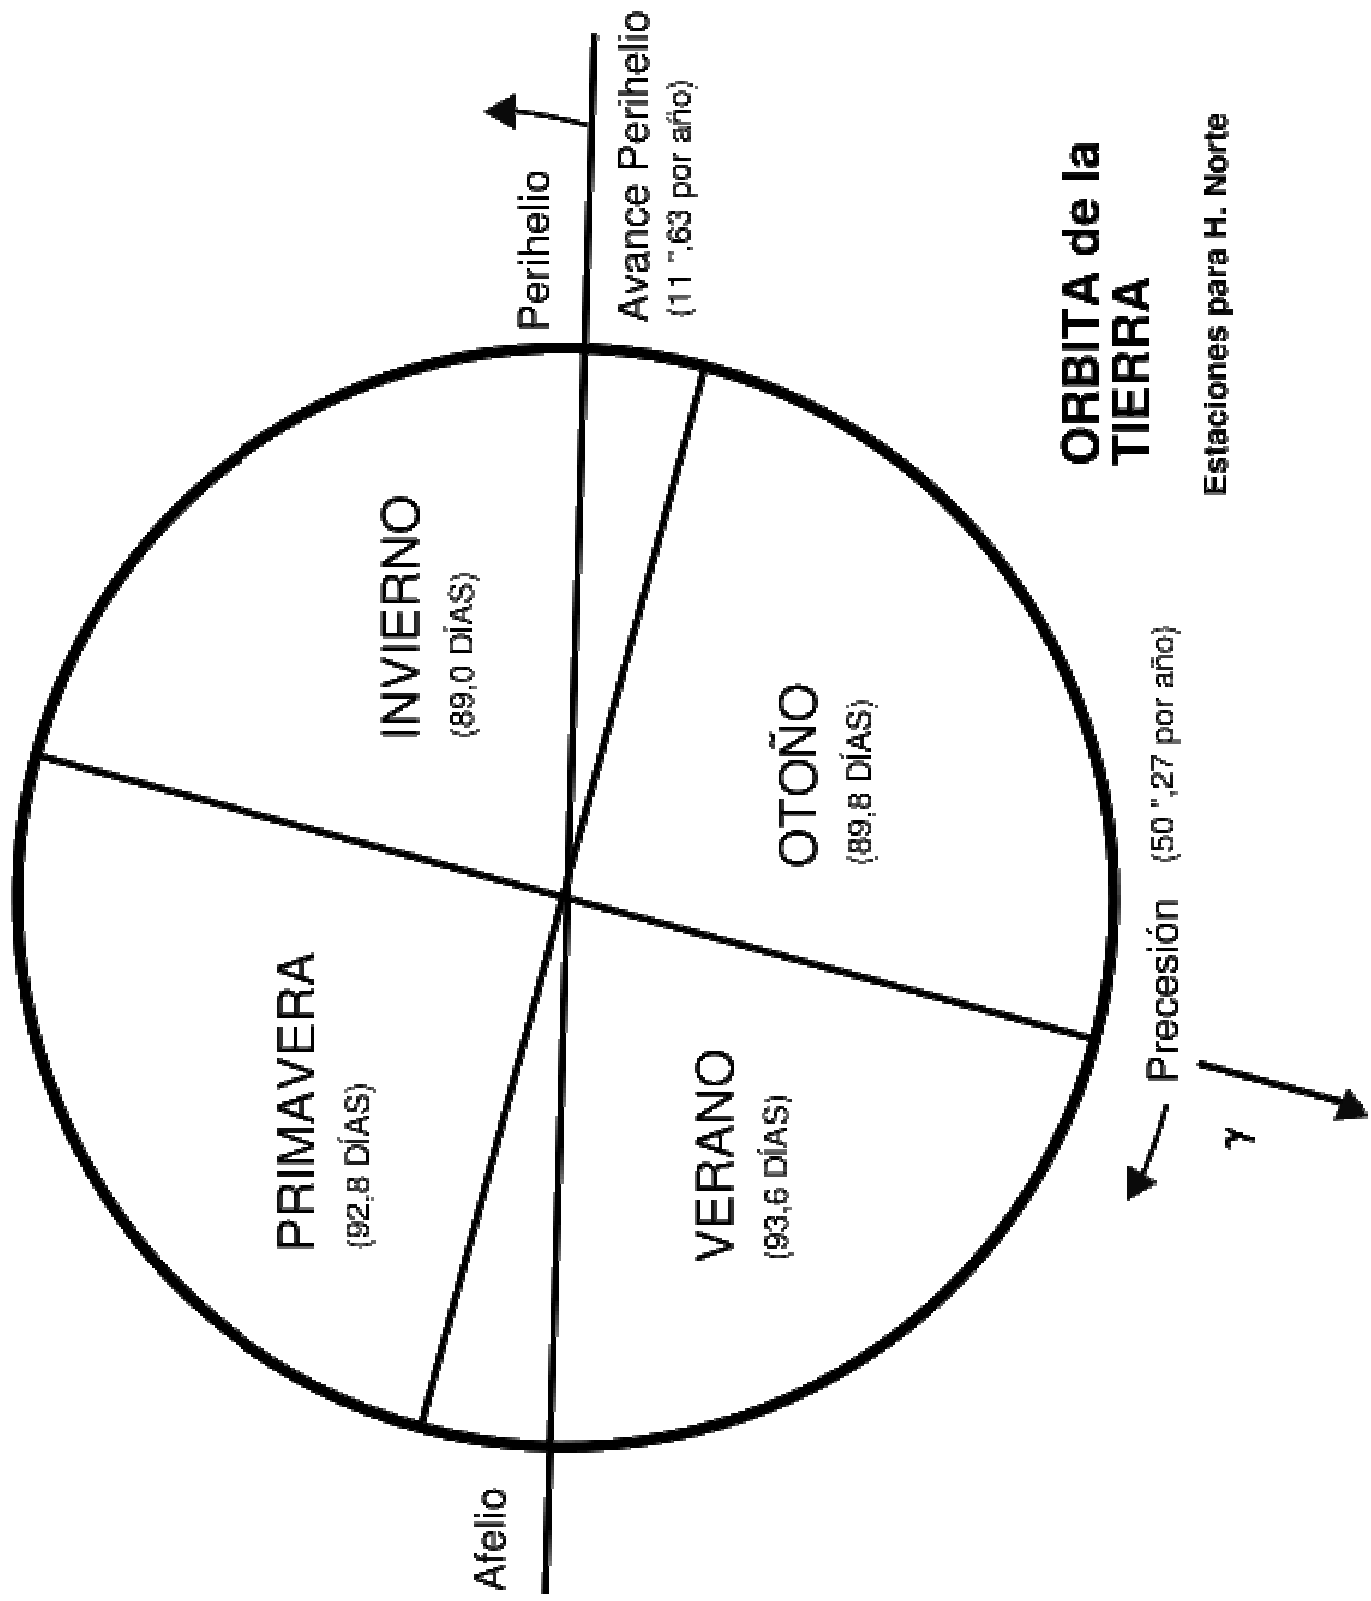 Afelio
PRIMAVERA
(92,8 DÍAS)
INVIERNO
(89,0 DÍAS)
Perihelio
Avance Perihelio
(11 ",63 por año)
VERANO
(93,6 DÍAS)
OTOÑO
(89,8 DÍAS)
ORBITA de la
TIERRA
Estaciones para H. Norte
Precesión (50 ",27 por año)
γ